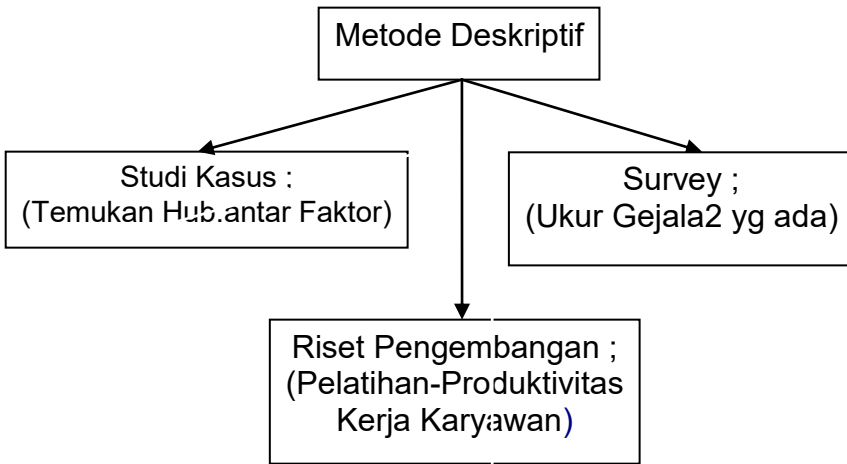 Metode Deskriptif
Studi Kasus ;
(Temukan Hub.antar Faktor)
Survey ;
(Ukur Gejala2 yg ada)
Riset Pengembangan ;
(Pelatihan-Produktivitas
Kerja Karyawan)